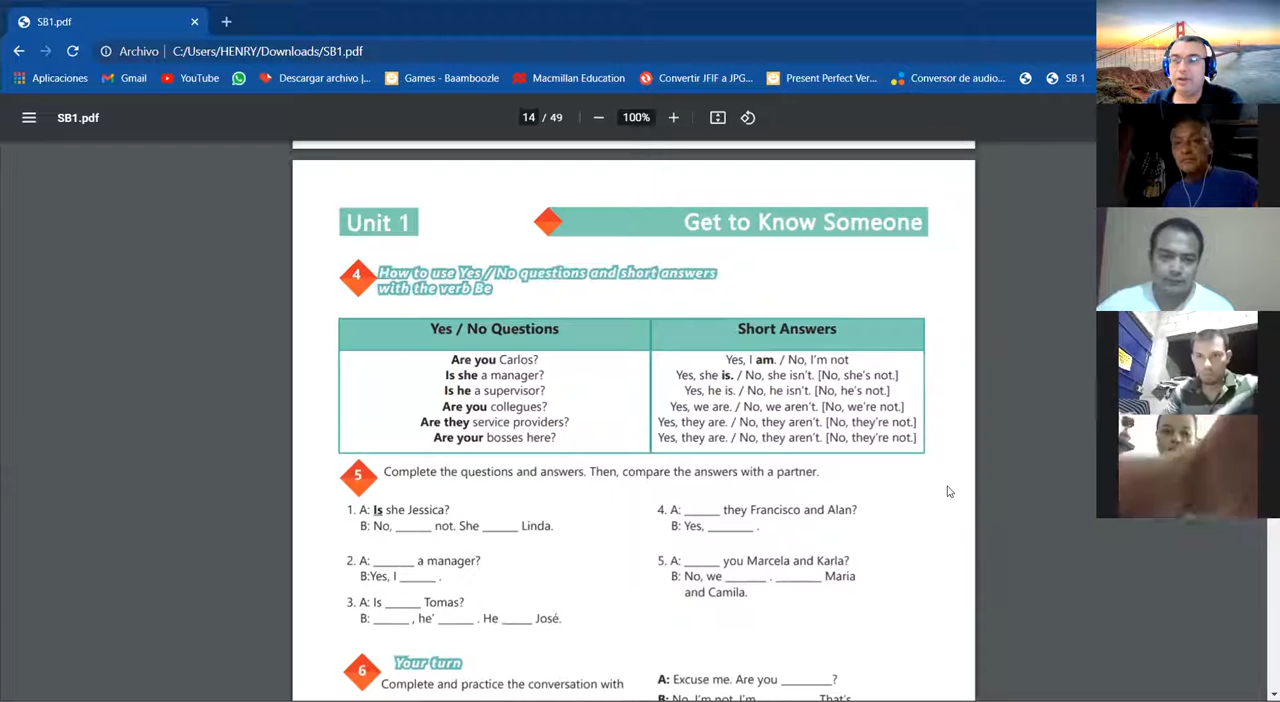 SB1.pdf
Archivo C:/Users/HENRY/Downloads/SB1.pdf
Aplicaciones Gmail YouTube Descargar archivo |... Games - Baamboozle Macmillan Education Convertir JFIF a JPG... Present Perfect Ver... Conversor de audio... SB 1
SB1.pdf 14 / 49 100%
Unit 1 Get to Know Someone
4 How to use Yes / No questions and short answers
with the verb Be
Yes / No Questions Short Answers
Are you Carlos? Yes, I am. / No, I'm not
Is she a manager? Yes, she is. / No, she isn't. [No, she's not.]
Is he a supervisor? Yes, he is. / No, he isn't. [No, he's not.]
Are you collegues? Yes, we are. / No, we aren't. [No, we're not.]
Are they service providers? Yes, they are. / No, they aren't. [No, they're not.]
Are your bosses here? Yes, they are. / No, they aren't. [No, they're not.]
5 Complete the questions and answers. Then, compare the answers with a partner.
1. A: Is she Jessica?
B: No, ______ not. She ______ Linda.
2. A: _______ a manager?
B:Yes, I ______ .
3. A: Is ______ Tomas?
B: ______ , he' ______ . He _____ José.
4. A: ______ they Francisco and Alan?
B: Yes, ________ .
5. A: ______ you Marcela and Karla?
B: No, we _______ . ________ Maria
and Camila.
6 Your turn
Complete and practice the conversation with
A: Excuse me. Are you _________?
B: No, I'm not. I'm __________. That's